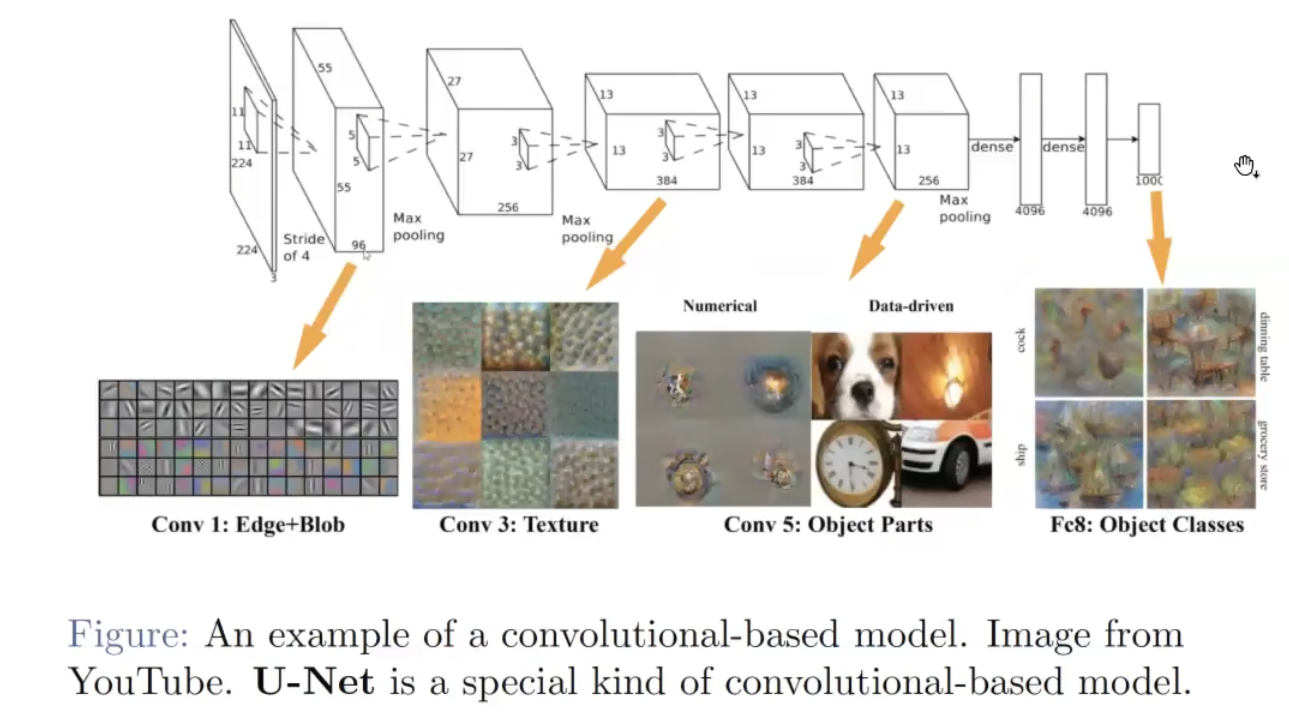 55
27
13
13
13
11
5
3
3
3
11
5
27
3
13
3
13
3
13
dense
dense
224
55
384
384
256
1000
256
4096
4096
Max
pooling
Max
pooling
Max
pooling
224
Stride
of 4
96
3
Numerical
Data-driven
cock
dinning table
ship
grocery store
Conv 1: Edge+Blob
Conv 3: Texture
Conv 5: Object Parts
Fc8: Object Classes
Figure: An example of a convolutional-based model. Image from
YouTube. U-Net is a special kind of convolutional-based model.